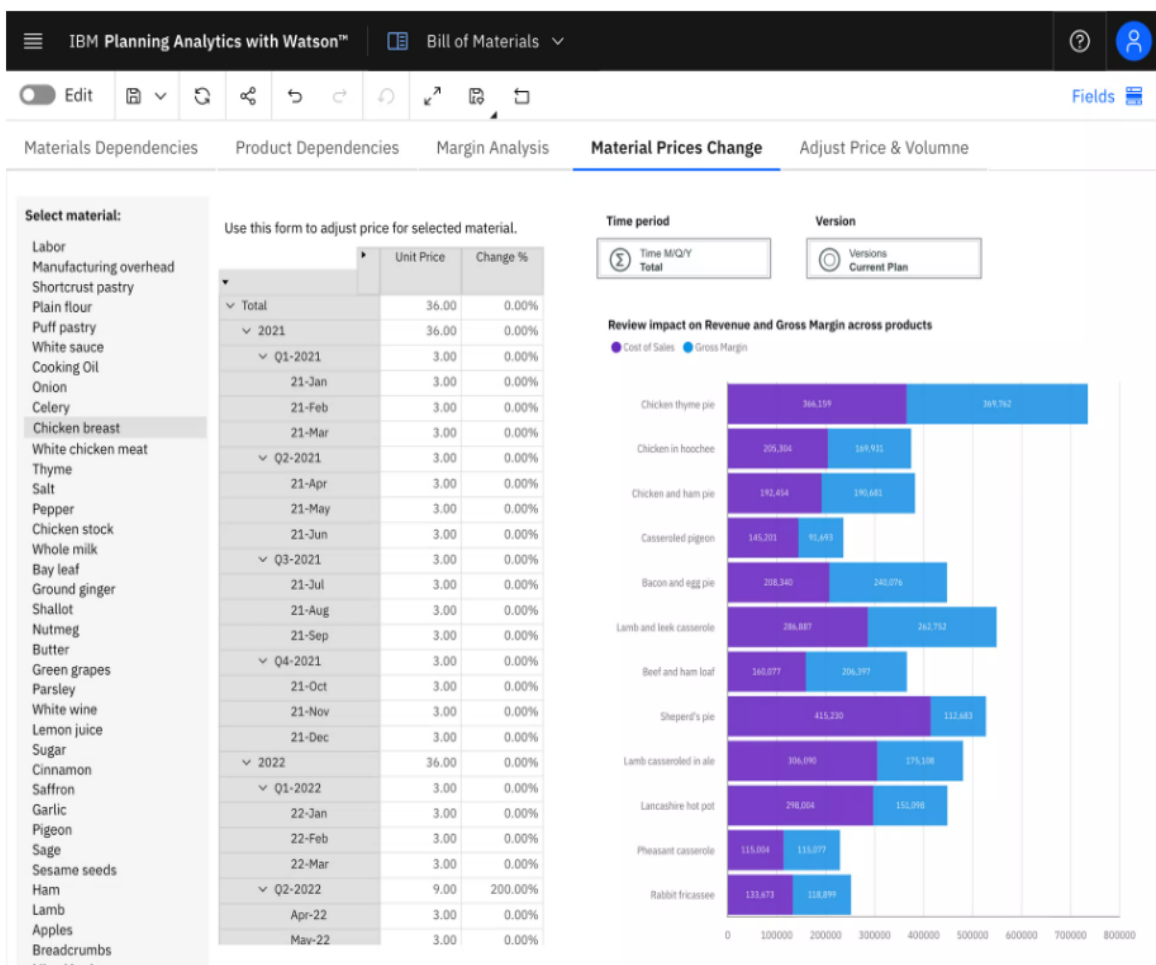 IBM Planning Analytics with Watson™
Bill of Materials
Edit
Fields
Materials Dependencies
Product Dependencies
Margin Analysis
Material Prices Change
Adjust Price & Volumne
Select material:
Labor
Manufacturing overhead
Shortcrust pastry
Plain flour
Puff pastry
White sauce
Cooking Oil
Onion
Celery
Chicken breast
White chicken meat
Thyme
Salt
Pepper
Chicken stock
Whole milk
Bay leaf
Ground ginger
Shallot
Nutmeg
Butter
Green grapes
Parsley
White wine
Lemon juice
Sugar
Cinnamon
Saffron
Garlic
Pigeon
Sage
Sesame seeds
Ham
Lamb
Apples
Breadcrumbs
Use this form to adjust price for selected material.
Unit Price Change %
Total 36.00 0.00%
2021 36.00 0.00%
Q1-2021 3.00 0.00%
21-Jan 3.00 0.00%
21-Feb 3.00 0.00%
21-Mar 3.00 0.00%
Q2-2021 3.00 0.00%
21-Apr 3.00 0.00%
21-May 3.00 0.00%
21-Jun 3.00 0.00%
Q3-2021 3.00 0.00%
21-Jul 3.00 0.00%
21-Aug 3.00 0.00%
21-Sep 3.00 0.00%
Q4-2021 3.00 0.00%
21-Oct 3.00 0.00%
21-Nov 3.00 0.00%
21-Dec 3.00 0.00%
2022 36.00 0.00%
Q1-2022 3.00 0.00%
22-Jan 3.00 0.00%
22-Feb 3.00 0.00%
22-Mar 3.00 0.00%
Q2-2022 9.00 200.00%
Apr-22 3.00 0.00%
May-22 3.00 0.00%
Time period
Time M/Q/Y
Total
Version
Versions
Current Plan
Review impact on Revenue and Gross Margin across products
Cost of Sales Gross Margin
Chicken thyme pie 366,159 369,762
Chicken in hoochee 205,304 169,931
Chicken and ham pie 192,454 190,681
Casseroled pigeon 145,201 91,693
Bacon and egg pie 208,340 240,076
Lamb and leek casserole 286,887 262,752
Beef and ham loaf 160,077 206,397
Sheperd's pie 415,230 112,683
Lamb casseroled in ale 306,090 175,108
Lancashire hot pot 298,004 151,098
Pheasant casserole 115,004 115,077
Rabbit fricassee 133,673 118,899
0 100000 200000 300000 400000 500000 600000 700000 800000